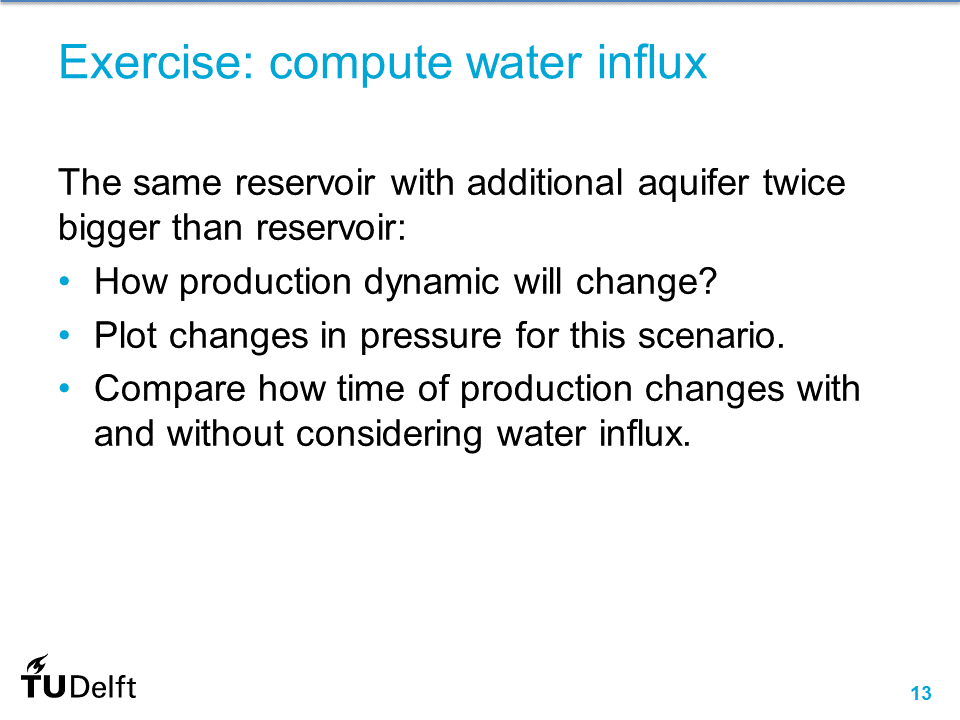 Exercise: compute water influx
The same reservoir with additional aquifer twice
bigger than reservoir:
• How production dynamic will change?
• Plot changes in pressure for this scenario.
• Compare how time of production changes with
and without considering water influx.
TU Delft
13